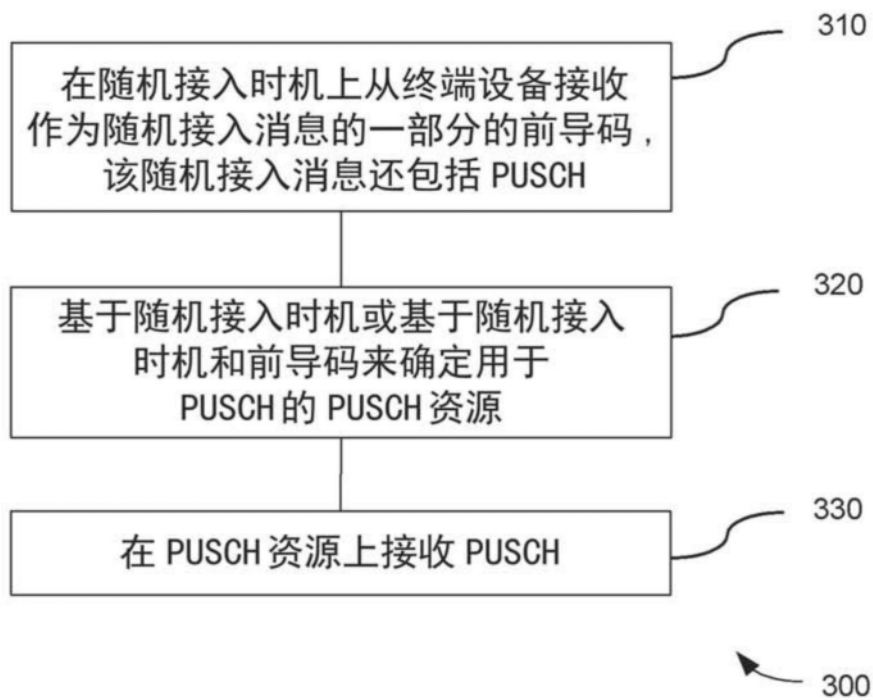 310
在随机接入时机上从终端设备接收
作为随机接入消息的一部分的前导码，
该随机接入消息还包括 PUSCH
320
基于随机接入时机或基于随机接入
时机和前导码来确定用于
PUSCH 的 PUSCH 资源
330
在 PUSCH 资源上接收 PUSCH
300